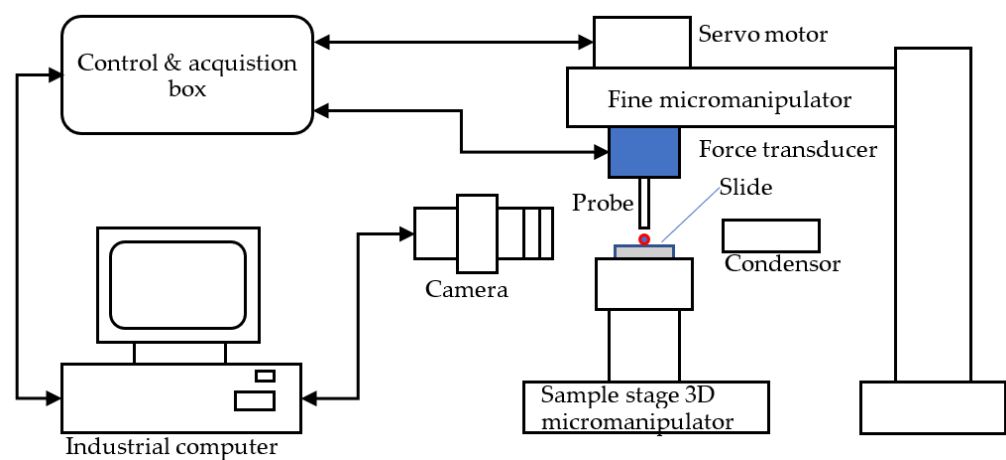 Control & acquistion
box
Servo motor
Fine micromanipulator
Force transducer
Slide
Probe
Condensor
Camera
Sample stage 3D
micromanipulator
Industrial computer